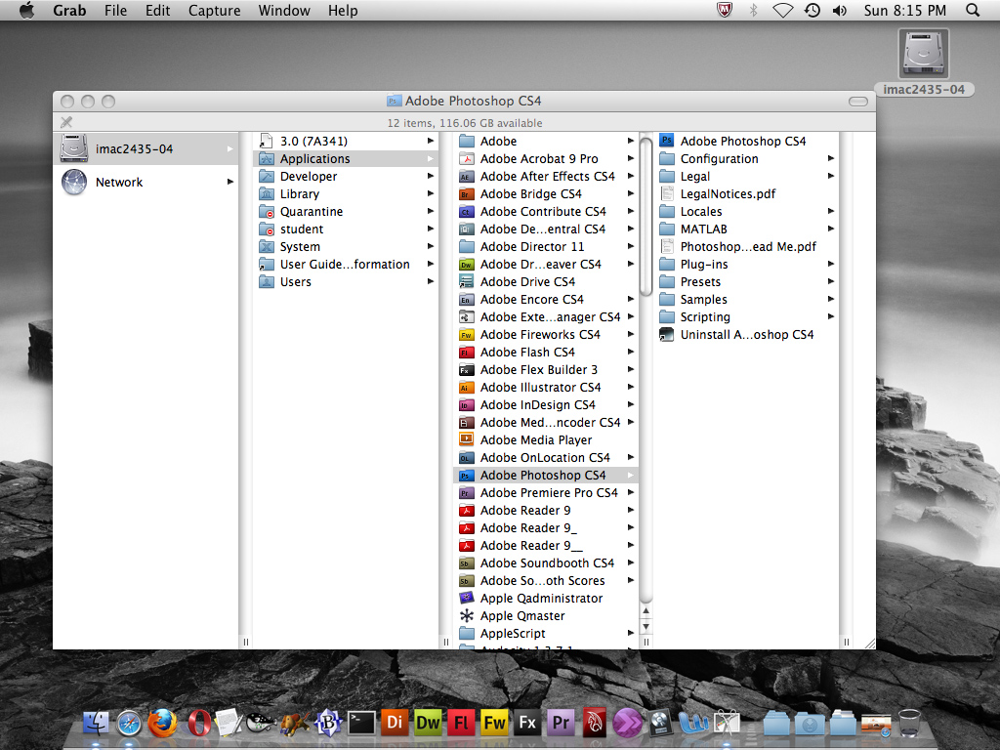 Grab File Edit Capture Window Help Sun 8:15 PM
imac2435-04
Adobe Photoshop CS4
12 items, 116.06 GB available
imac2435-04
Network
3.0 (7A341)
Applications
Developer
Library
Quarantine
student
System
User Guide...formation
Users
Adobe
Adobe Acrobat 9 Pro
Adobe After Effects CS4
Adobe Bridge CS4
Adobe Contribute CS4
Adobe De...entral CS4
Adobe Director 11
Adobe Dr...eaver CS4
Adobe Drive CS4
Adobe Encore CS4
Adobe Exte...anager CS4
Adobe Fireworks CS4
Adobe Flash CS4
Adobe Flex Builder 3
Adobe Illustrator CS4
Adobe InDesign CS4
Adobe Med...ncoder CS4
Adobe Media Player
Adobe OnLocation CS4
Adobe Photoshop CS4
Adobe Premiere Pro CS4
Adobe Reader 9
Adobe Reader 9_
Adobe Reader 9__
Adobe Soundbooth CS4
Adobe So...oth Scores
Apple Qadministrator
Apple Qmaster
AppleScript
Adobe Photoshop CS4
Configuration
Legal
LegalNotices.pdf
Locales
MATLAB
Photoshop...ead Me.pdf
Plug-ins
Presets
Samples
Scripting
Uninstall A...oshop CS4
Di Dw Fl Fw Fx Pr